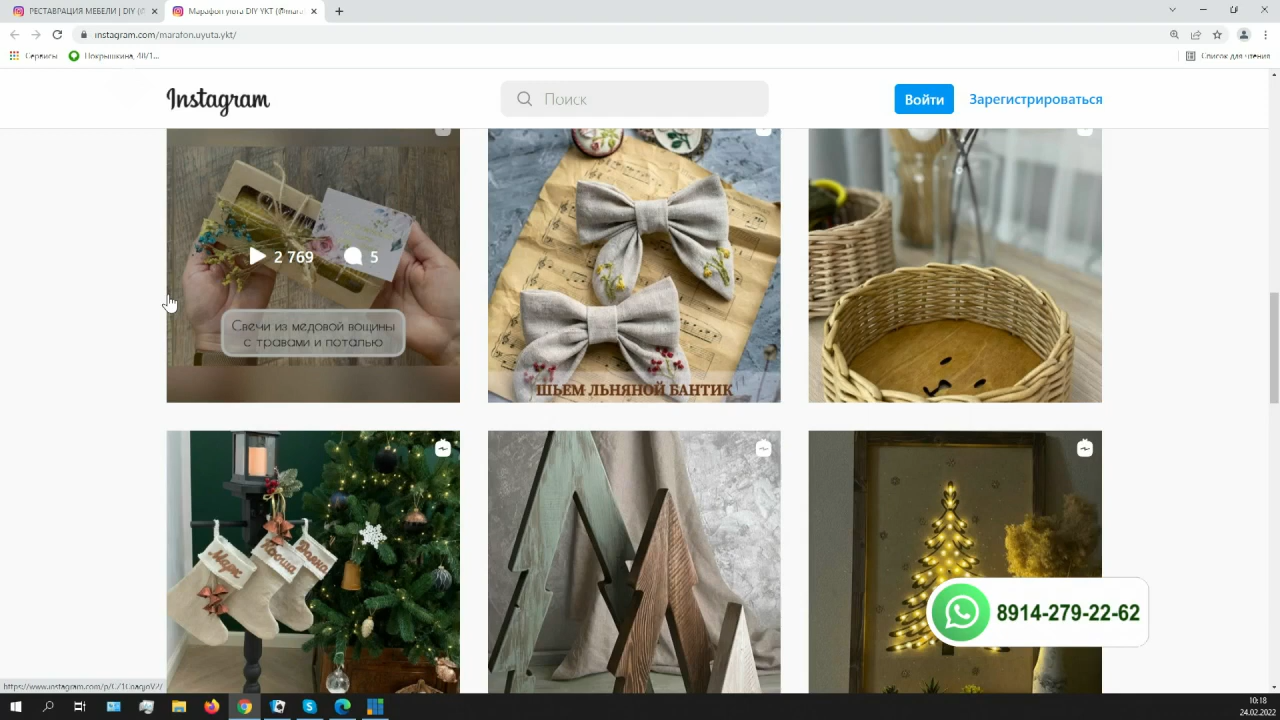 РЕСТАВРАЦИЯ МЕБЕЛИ | DIY
Марафон уюта DIY YKT (@mara
instagram.com/marafon.uyuta.ykt/
Сервисы
Покрышкина, 48/1...
Список для чтения
Instagram
Поиск
Войти
Зарегистрироваться
2 769
5
Свечи из медовой вощины
с травами и поталью
ШЬЕМ ЛЬНЯНОЙ БАНТИК
Марк
8914-279-22-62
10:18
24.02.2022